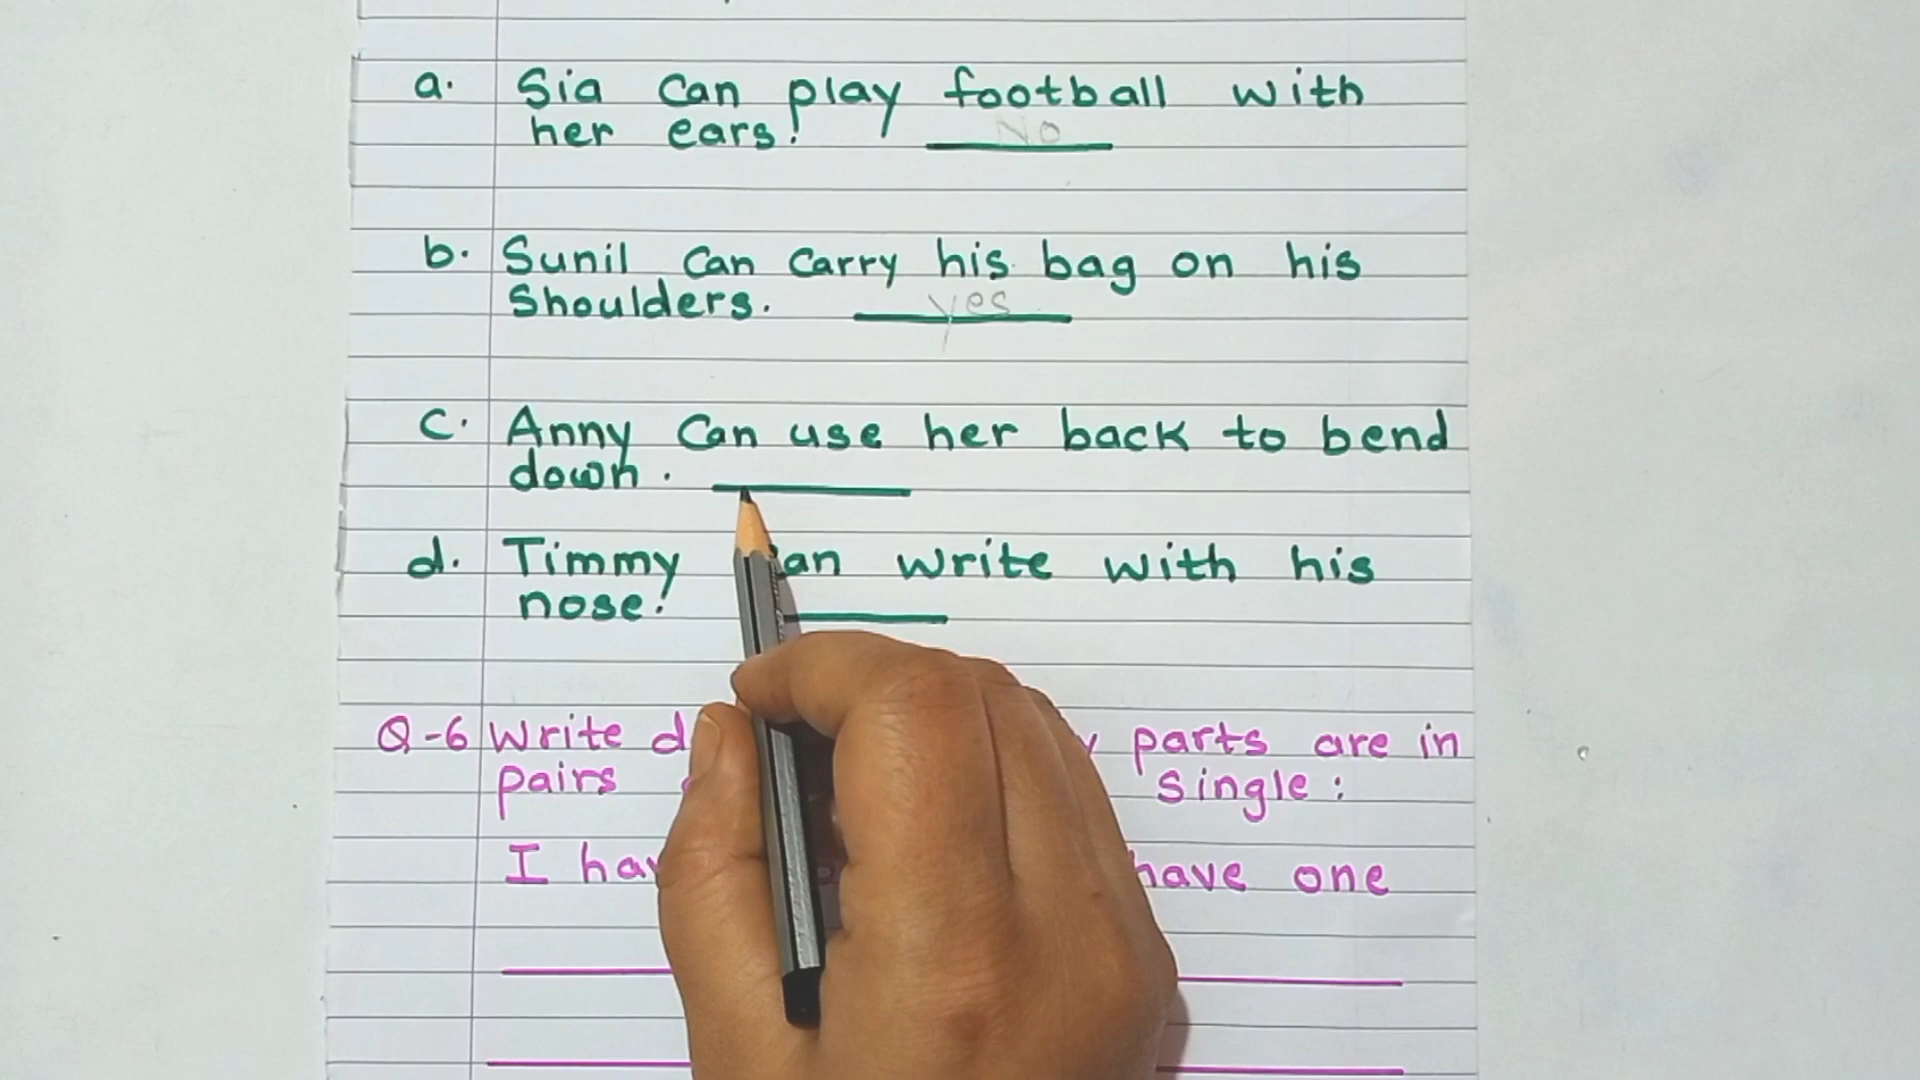 a. Sia can play football with
her ears! No
b. Sunil can carry his bag on his
shoulders. yes
c. Anny can use her back to bend
down.
d. Timmy can write with his
nose!
Q-6 Write parts are in
pairs single:
I have one